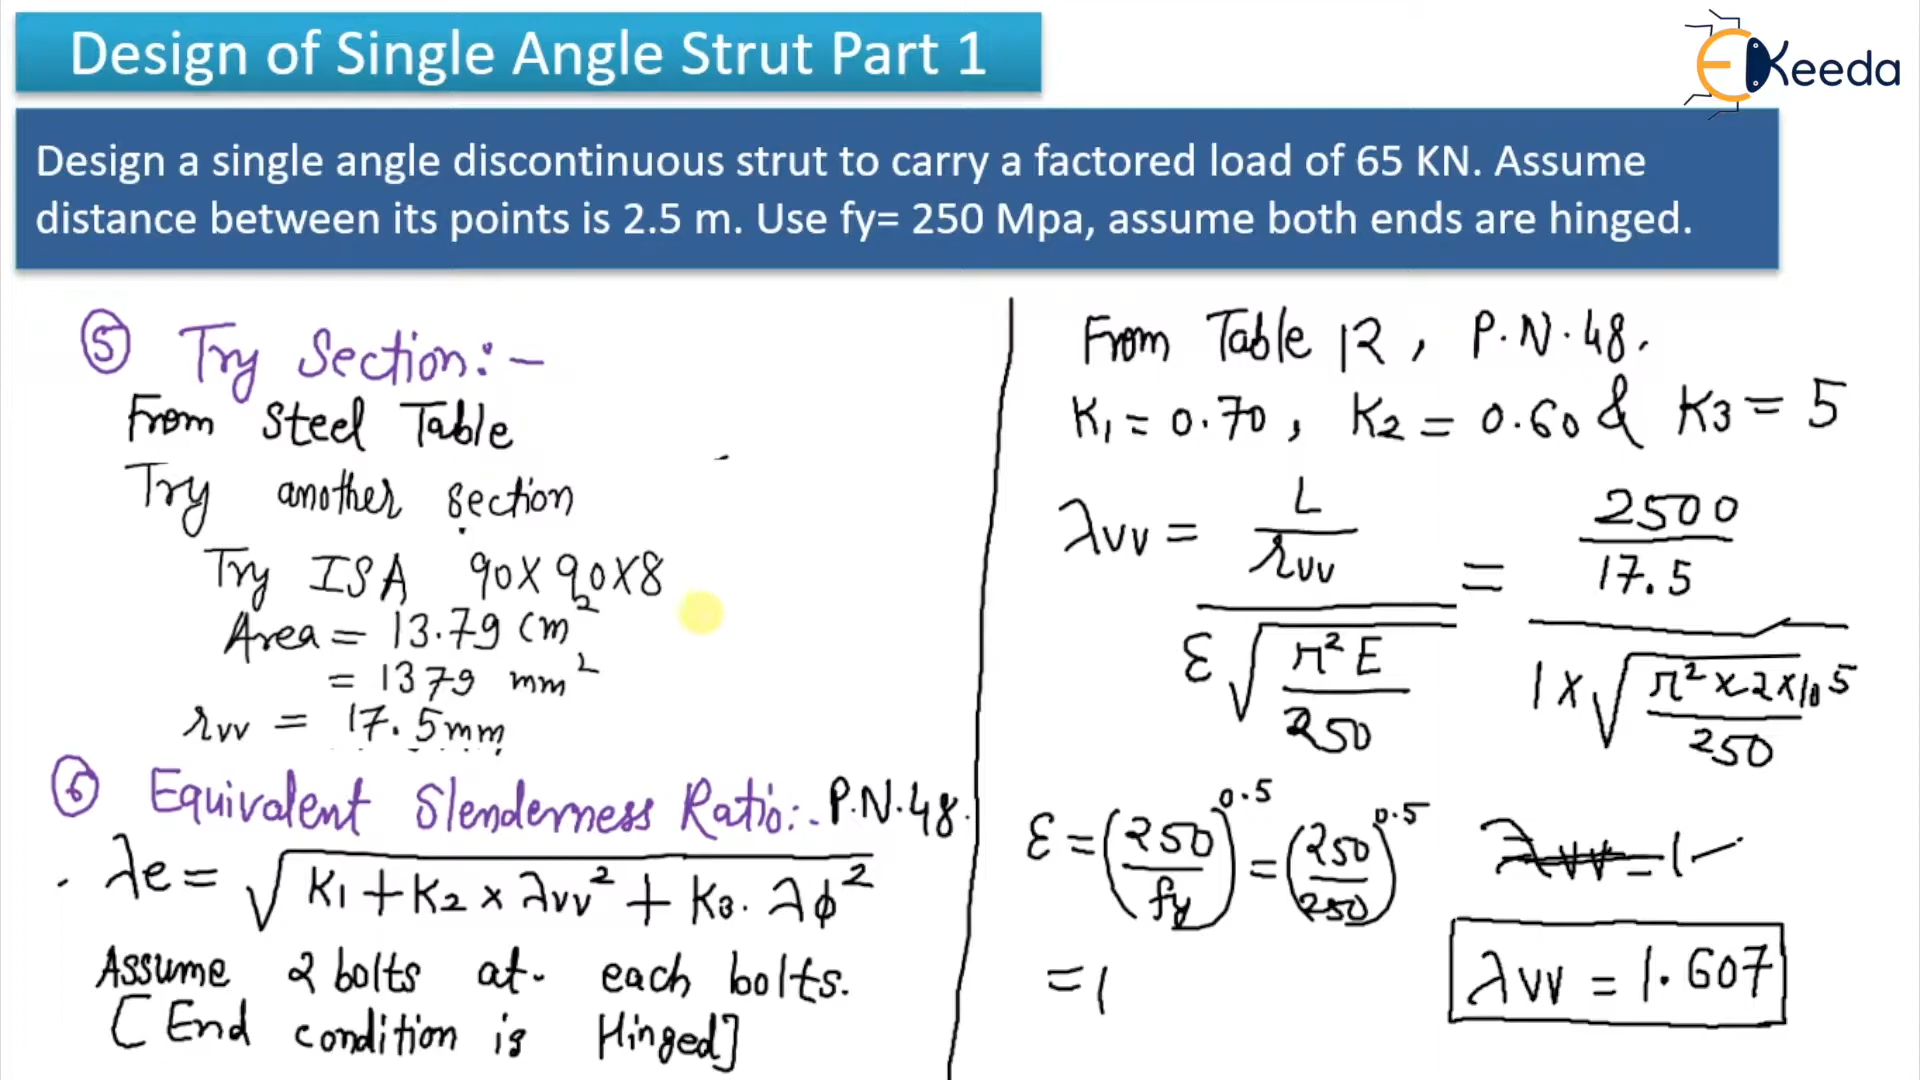 Design of Single Angle Strut Part 1
EKeeda
Design a single angle discontinuous strut to carry a factored load of 65 KN. Assume
distance between its points is 2.5 m. Use fy= 250 Mpa, assume both ends are hinged.
⑤ Try Section:-
From Steel Table
Try another section
Try ISA 90X90X8
Area = 13.79 cm²
= 1379 mm²
rvv = 17.5mm
⑥ Equivalent Slenderness Ratio:- P.N.48.
λe = √(K1 + K2 x λvv² + K3. λφ²)
Assume 2 bolts at each bolts.
[End condition is Hinged]
From Table 12, P.N.48.
K1 = 0.70, K2 = 0.60 & K3 = 5
λvv = (L / rvv) / (ε √(π²E / 250)) = (2500 / 17.5) / (1x √(π² x 2x10⁵ / 250))
ε = (250 / fy)^0.5 = (250 / 250)^0.5 λvv = 1
= 1
λvv = 1.607